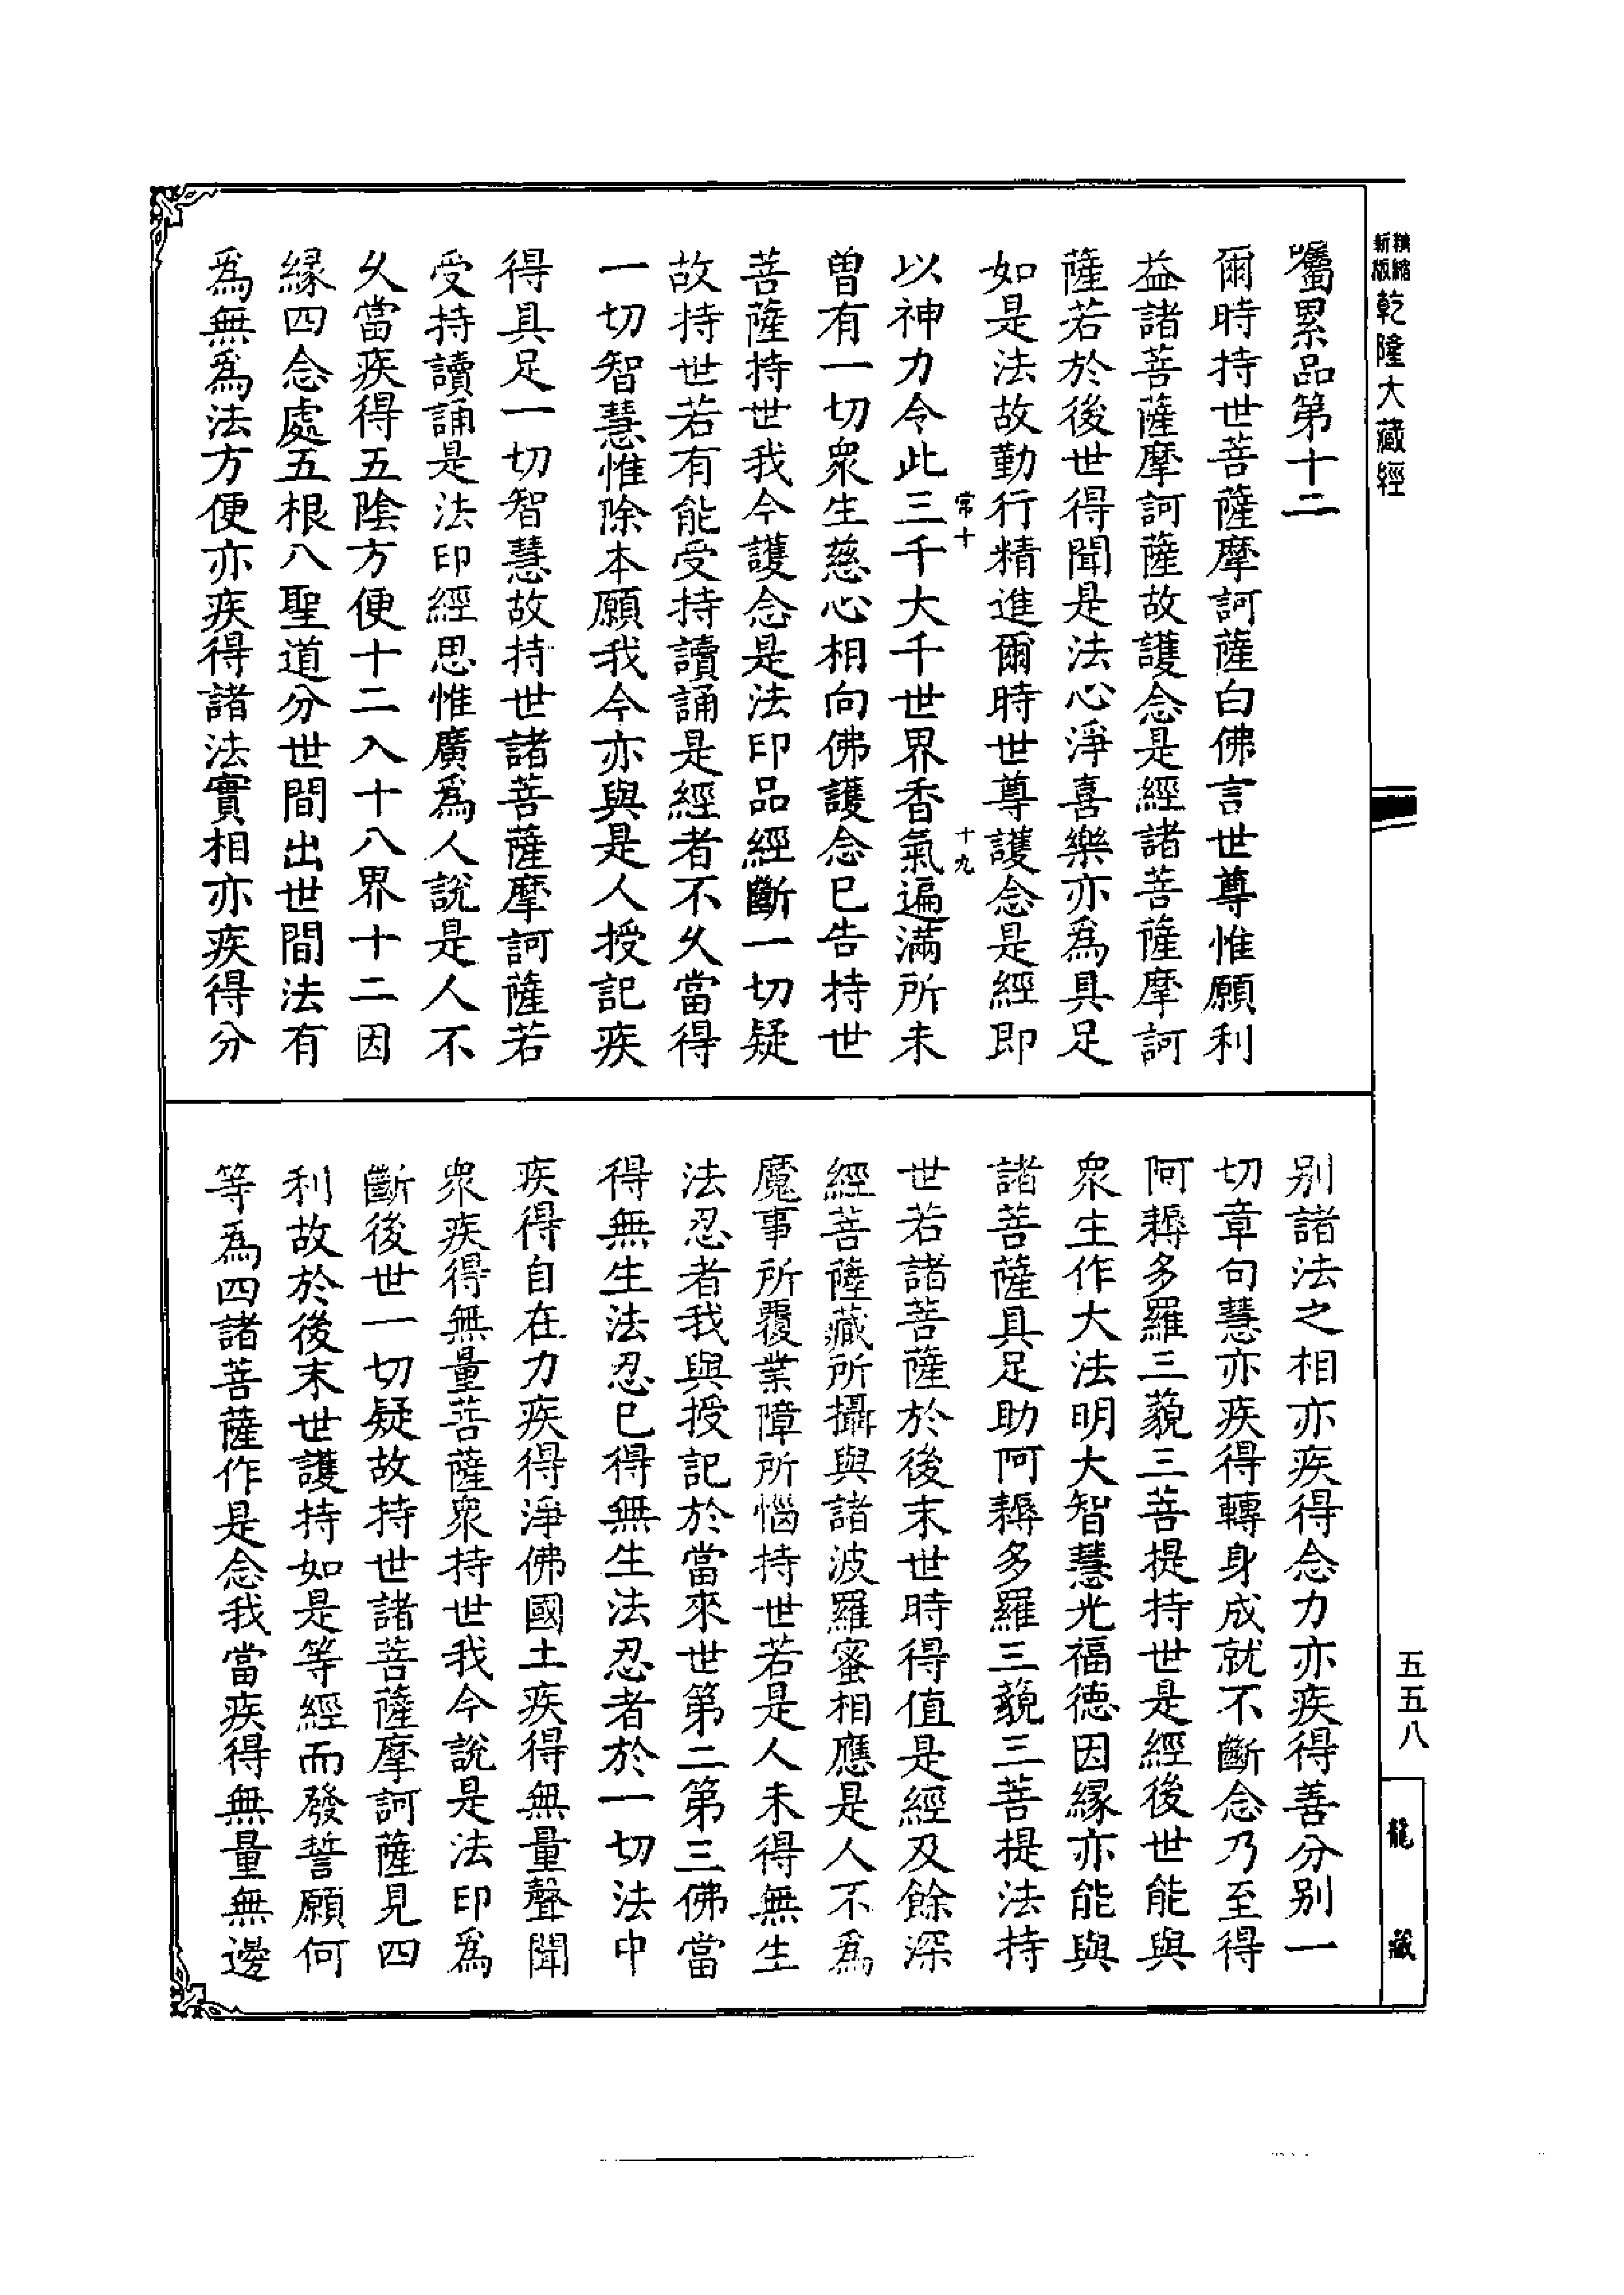 精縮
新版
乾隆大藏經
囑累品第十二
爾時持世菩薩摩訶薩白佛言世尊惟願利
益諸菩薩摩訶薩故護念是經諸菩薩摩訶
薩若於後世得聞是法心淨喜樂亦爲具足
如是法故勤行精進爾時世尊護念是經即
常十
十九
以神力令此三千大千世界香氣遍滿所未
曾有一切衆生慈心相向佛護念已告持世
菩薩持世我今護念是法印品經斷一切疑
故持世若有能受持讀誦是經者不久當得
一切智慧惟除本願我今亦與是人授記疾
得具足一切智慧故持世諸菩薩摩訶薩若
受持讀誦是法印經思惟廣爲人說是人不
久當疾得五陰方便十二入十八界十二因
緣四念處五根八聖道分世間出世間法有
爲無爲法方便亦疾得諸法實相亦疾得分
别諸法之相亦疾得念力亦疾得善分别一
切章句慧亦疾得轉身成就不斷念乃至得
阿耨多羅三藐三菩提持世是經後世能與
衆生作大法明大智慧光福德因緣亦能與
諸菩薩具足助阿耨多羅三藐三菩提法持
世若諸菩薩於後末世時得值是經及餘深
經菩薩藏所攝與諸波羅蜜相應是人不爲
魔事所覆業障所惱持世若是人未得無生
法忍者我與授記於當來世第二第三佛當
得無生法忍已得無生法忍者於一切法中
疾得自在力疾得淨佛國土疾得無量聲聞
衆疾得無量菩薩衆持世我今說是法印爲
斷後世一切疑故持世諸菩薩摩訶薩見四
利故於後末世護持如是等經而發誓願何
等爲四諸菩薩作是念我當疾得無量無邊
五五八
龍藏